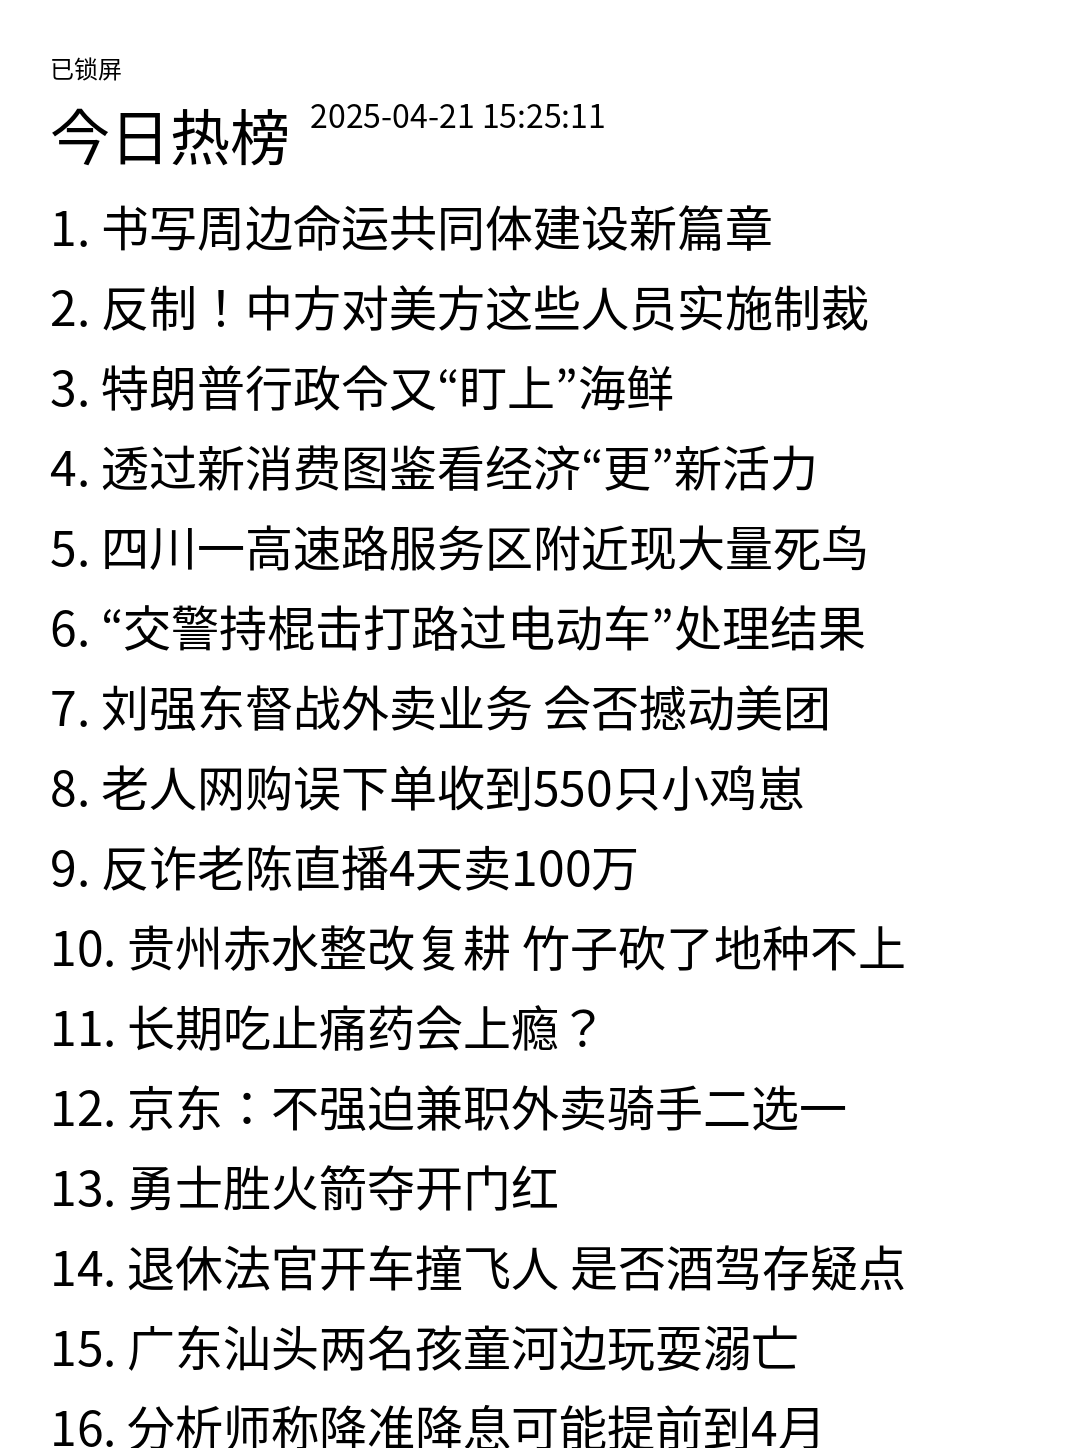 已锁屏
今日热榜 2025-04-21 15:25:11
1. 书写周边命运共同体建设新篇章
2. 反制！中方对美方这些人员实施制裁
3. 特朗普行政令又“盯上”海鲜
4. 透过新消费图鉴看经济“更”新活力
5. 四川一高速路服务区附近现大量死鸟
6. “交警持棍击打路过电动车”处理结果
7. 刘强东督战外卖业务 会否撼动美团
8. 老人网购误下单收到550只小鸡崽
9. 反诈老陈直播4天卖100万
10. 贵州赤水整改复耕 竹子砍了地种不上
11. 长期吃止痛药会上瘾？
12. 京东：不强迫兼职外卖骑手二选一
13. 勇士胜火箭夺开门红
14. 退休法官开车撞飞人 是否酒驾存疑点
15. 广东汕头两名孩童河边玩耍溺亡
16. 分析师称降准降息可能提前到4月